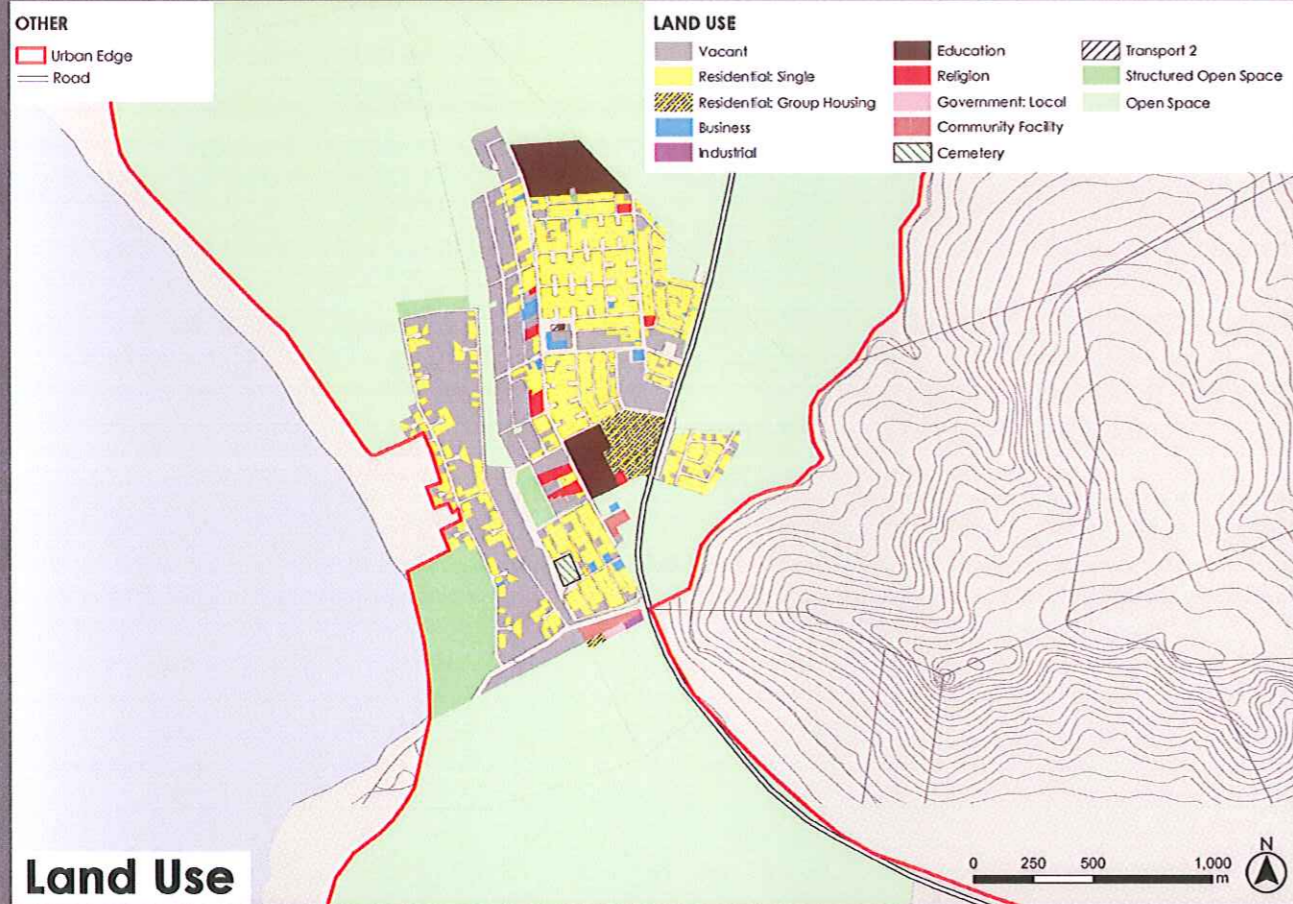 OTHER
Urban Edge
Road
LAND USE
Vacant
Residential: Single
Residential: Group Housing
Business
Industrial
Education
Religion
Government: Local
Community Facility
Cemetery
Transport 2
Structured Open Space
Open Space
Land Use
0 250 500 1,000
m
N